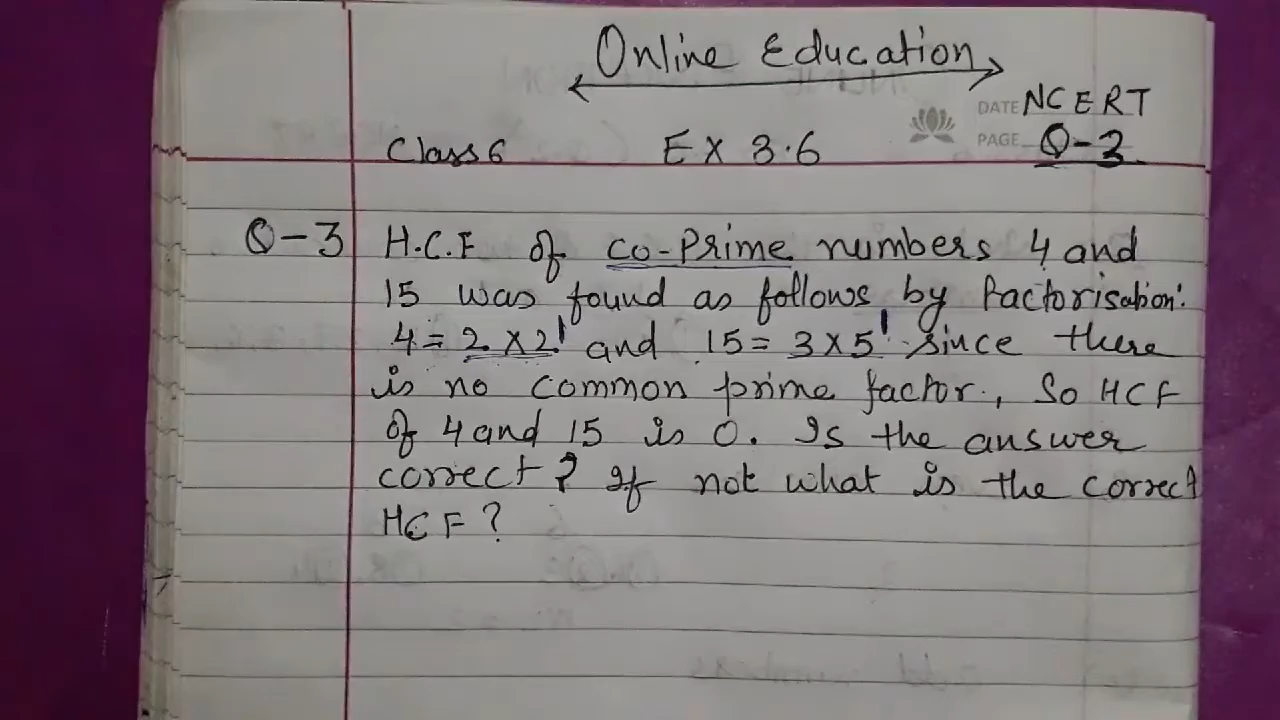 Online Education
DATE NCERT
PAGE Q-3
Class 6 EX 3.6
Q-3 H.C.F of co-Prime numbers 4 and
15 was found as follows by factorisation:
4 = 2 × 2 and 15 = 3 × 5 since there
is no common prime factor, So HCF
of 4 and 15 is 0. Is the answer
correct? If not what is the correct
HCF?